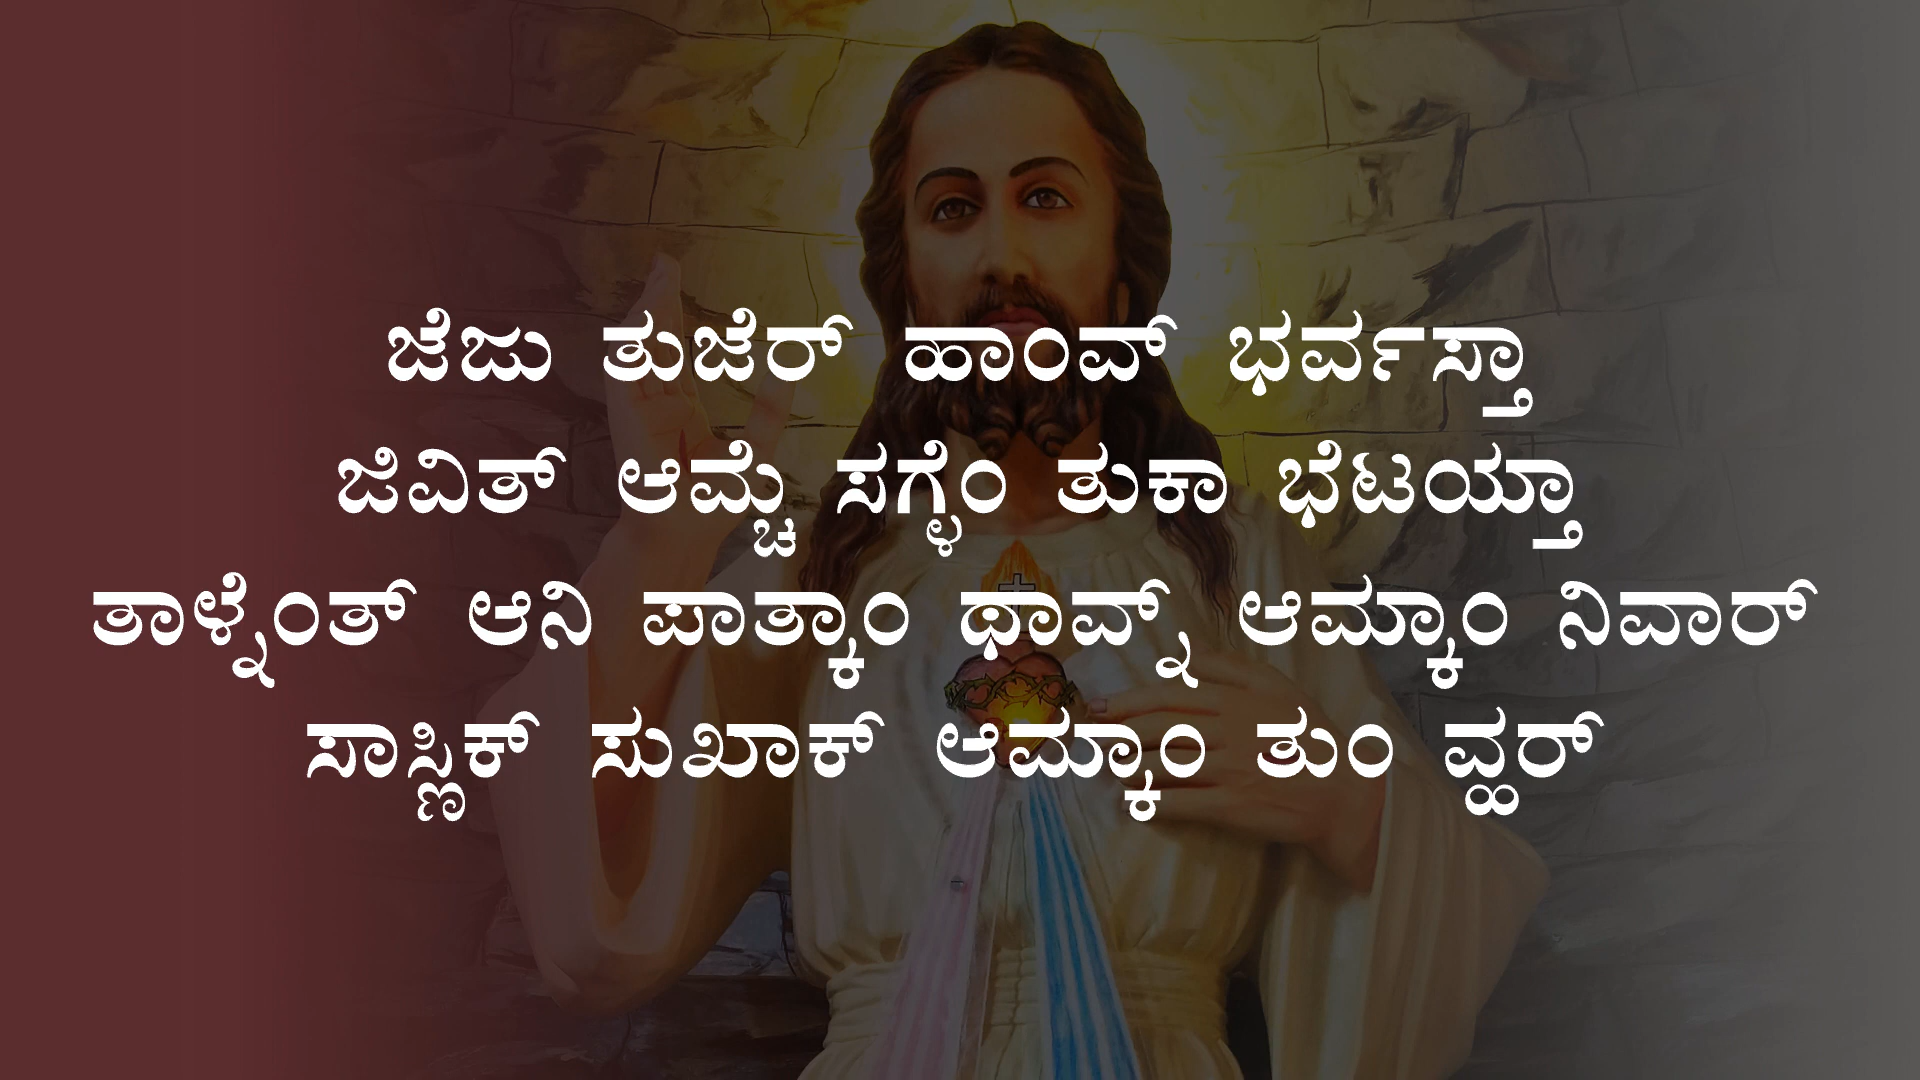 ಜೆಜು ತುಜೆರ್ ಹಾಂವ್ ಭರ್ವಸ್ತಾ
ಜಿವಿತ್ ಆಮ್ಚೆ ಸಗ್ಳೆಂ ತುಕಾ ಭೆಟಯ್ತಾ
ತಾಳ್ನೆಂತ್ ಆನಿ ಪಾತ್ಕಾಂ ಥಾವ್ನ್ ಆಮ್ಕಾಂ ನಿವಾರ್
ಸಾಸ್ಣಿಕ್ ಸುಖಾಕ್ ಆಮ್ಕಾಂ ತುಂ ವ್ಹರ್